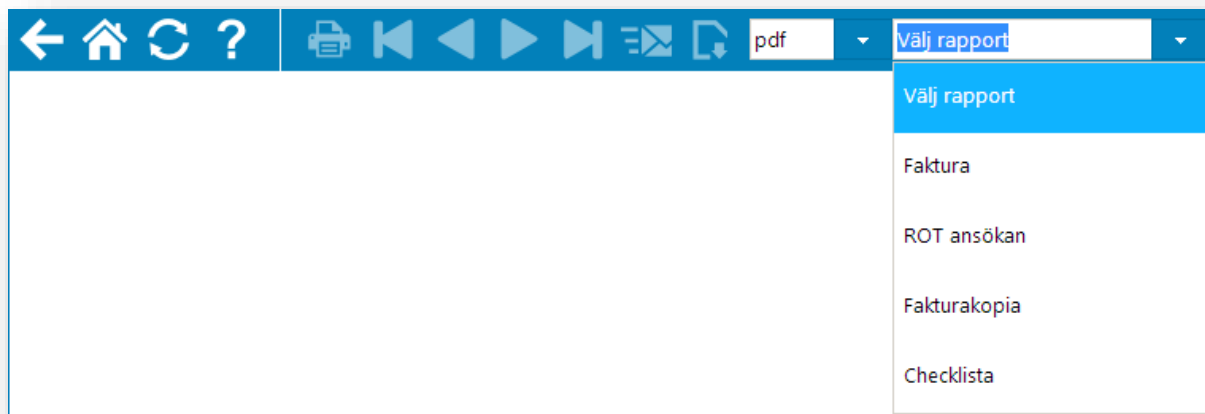 ?
pdf
Välj rapport
Välj rapport
Faktura
ROT ansökan
Fakturakopia
Checklista